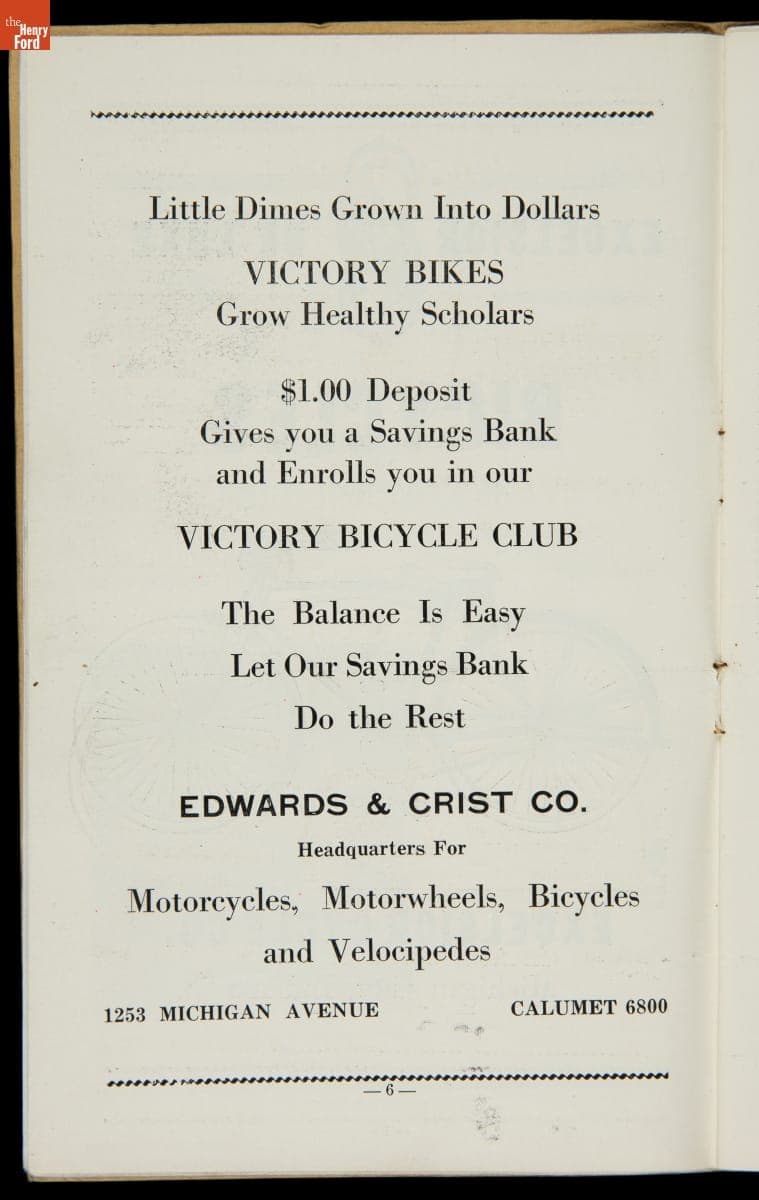 the
Henry
Ford
Little Dimes Grown Into Dollars
VICTORY BIKES
Grow Healthy Scholars
$1.00 Deposit
Gives you a Savings Bank
and Enrolls you in our
VICTORY BICYCLE CLUB
The Balance Is Easy
Let Our Savings Bank
Do the Rest
EDWARDS & CRIST CO.
Headquarters For
Motorcycles, Motorwheels, Bicycles
and Velocipedes
1253 MICHIGAN AVENUE CALUMET 6800
— 6 —